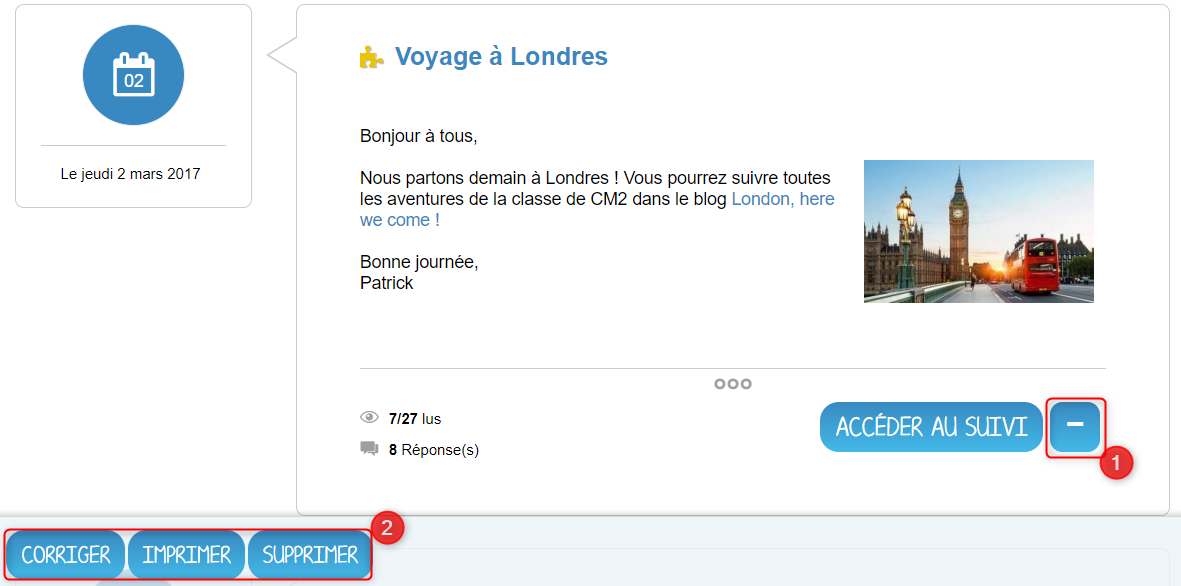 02
Le jeudi 2 mars 2017
Voyage à Londres
Bonjour à tous,
Nous partons demain à Londres ! Vous pourrez suivre toutes
les aventures de la classe de CM2 dans le blog London, here
we come !
Bonne journée,
Patrick
7/27 lus
8 Réponse(s)
ACCÉDER AU SUIVI
1
2
CORRIGER IMPRIMER SUPPRIMER